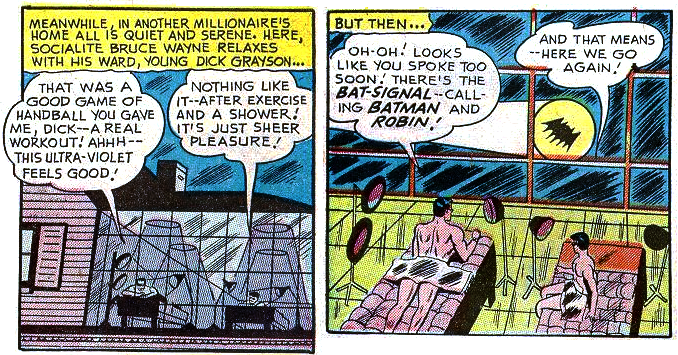 MEANWHILE, IN ANOTHER MILLIONAIRE'S
HOME ALL IS QUIET AND SERENE. HERE,
SOCIALITE BRUCE WAYNE RELAXES
WITH HIS WARD, YOUNG DICK GRAYSON...
THAT WAS A
GOOD GAME OF
HANDBALL YOU GAVE
ME, DICK--A REAL
WORKOUT! AHHH--
THIS ULTRA-VIOLET
FEELS GOOD!
NOTHING LIKE
IT--AFTER EXERCISE
AND A SHOWER!
IT'S JUST SHEER
PLEASURE!
BUT THEN...
OH-OH! LOOKS
LIKE YOU SPOKE TOO
SOON! THERE'S THE
BAT-SIGNAL--CALL-
ING BATMAN AND
ROBIN!
AND THAT MEANS
--HERE WE GO
AGAIN!